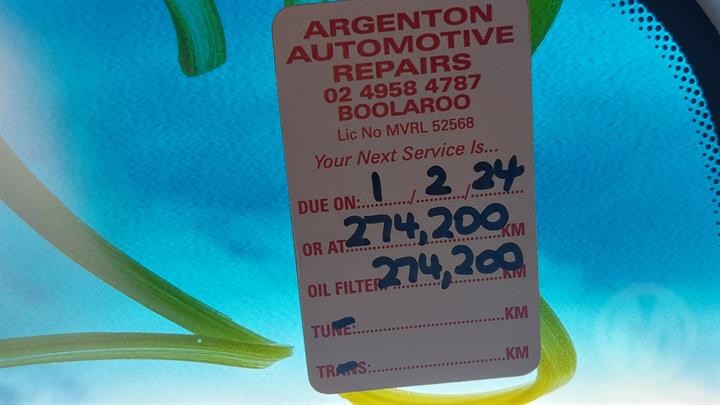 ARGENTON
AUTOMOTIVE
REPAIRS
02 4958 4787
BOOLAROO
Lic No MVRL 52568
Your Next Service Is...
DUE ON: 1 / 2 / 24
OR AT 274,200 KM
OIL FILTER 274,200 KM
TUNE: - KM
TRANS: - KM